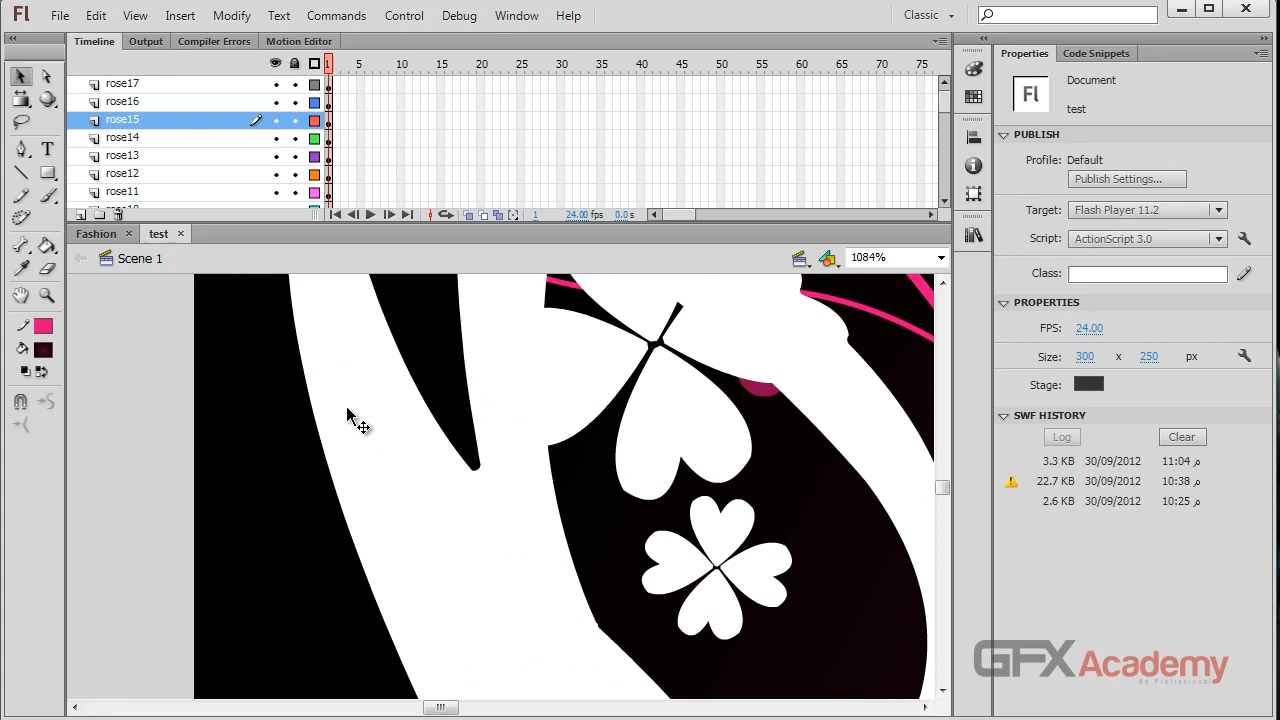 Fl File Edit View Insert Modify Text Commands Control Debug Window Help Classic
Timeline Output Compiler Errors Motion Editor
1 5 10 15 20 25 30 35 40 45 50 55 60 65 70 75
rose17
rose16
rose15
rose14
rose13
rose12
rose11
1 24.00 fps 0.0 s
Fashion × test ×
Scene 1 1084%
Properties Code Snippets
Fl
Document
test
PUBLISH
Profile: Default
Publish Settings...
Target: Flash Player 11.2
Script: ActionScript 3.0
Class:
PROPERTIES
FPS: 24.00
Size: 300 x 250 px
Stage:
SWF HISTORY
Log Clear
3.3 KB 30/09/2012 11:04 م
22.7 KB 30/09/2012 10:38 م
2.6 KB 30/09/2012 10:25 م
GFXAcademy
Be Professional